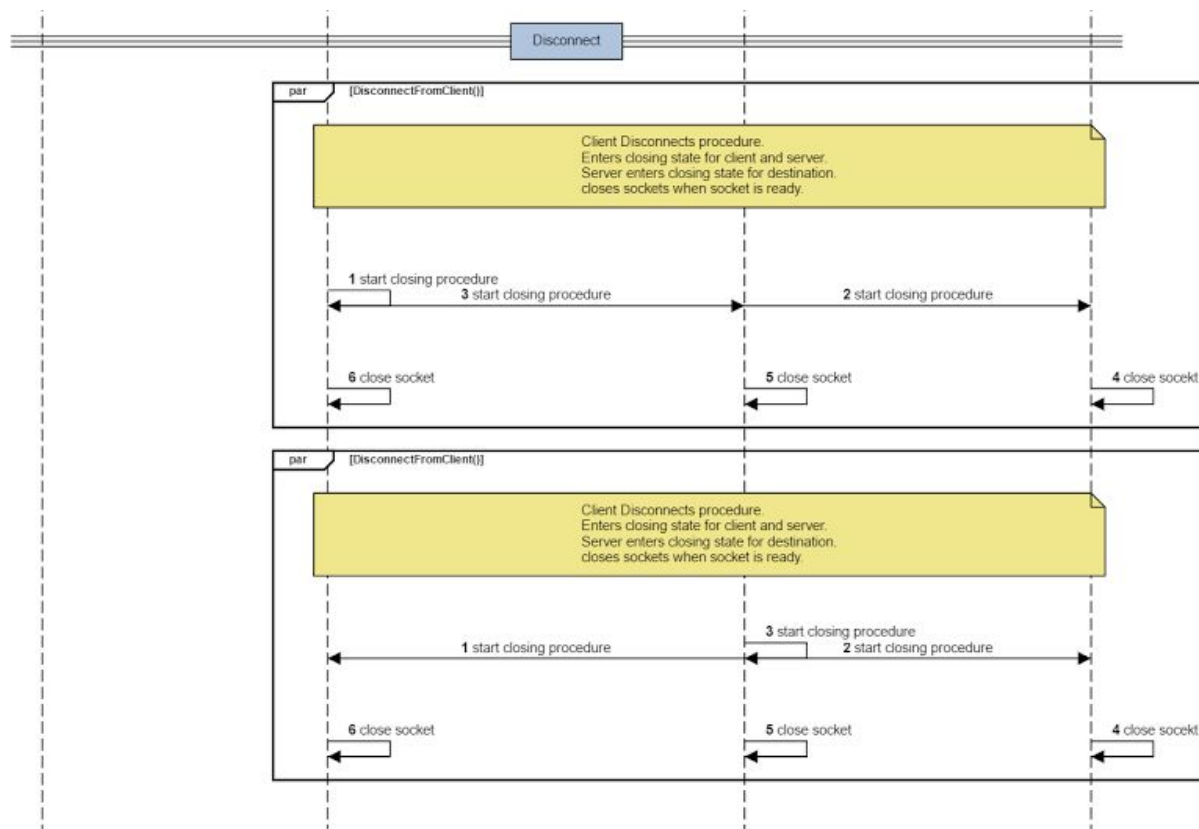 Disconnect
par [DisconnectFromClient()]
Client Disconnects procedure.
Enters closing state for client and server.
Server enters closing state for destination.
closes sockets when socket is ready.
1 start closing procedure
3 start closing procedure
2 start closing procedure
6 close socket
5 close socket
4 close socekt
par [DisconnectFromClient()]
Client Disconnects procedure.
Enters closing state for client and server.
Server enters closing state for destination.
closes sockets when socket is ready.
3 start closing procedure
1 start closing procedure
2 start closing procedure
6 close socket
5 close socket
4 close socekt